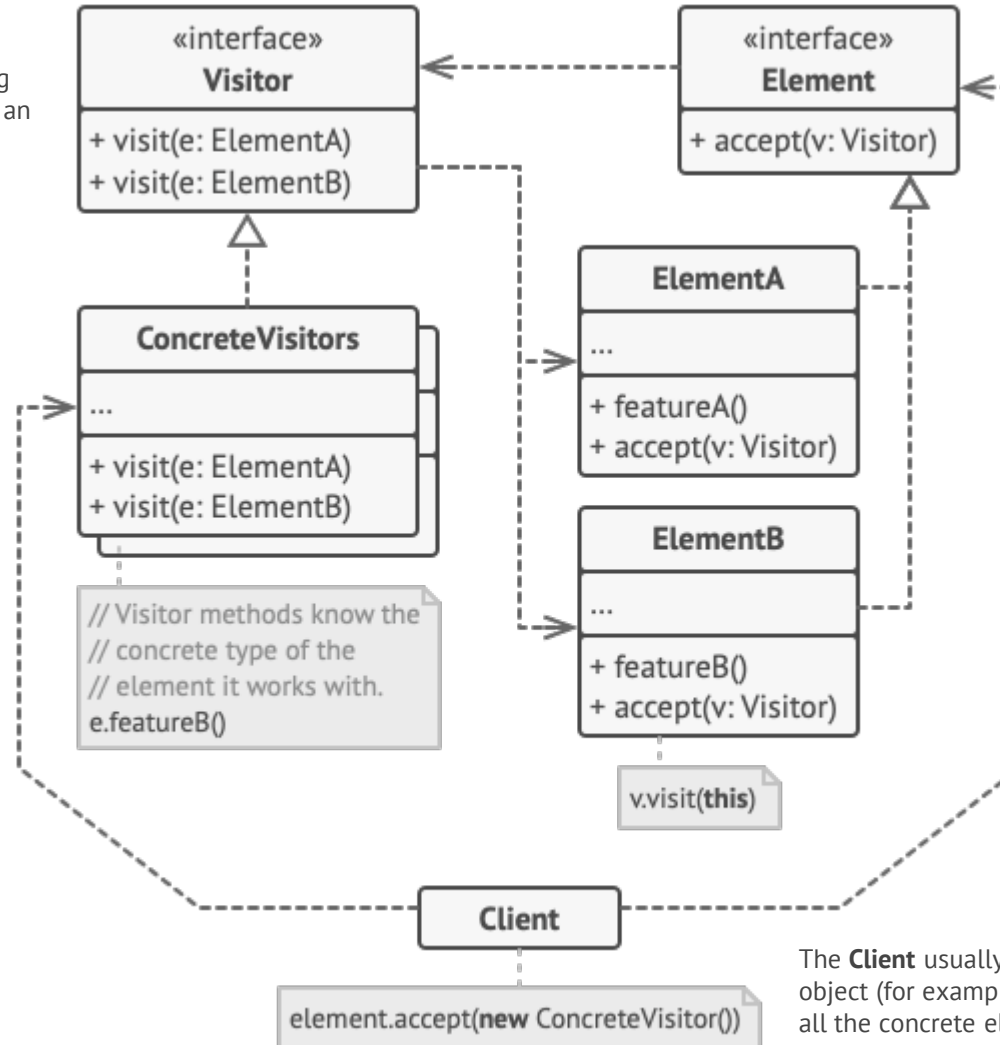 «interface»
Visitor
+ visit(e: ElementA)
+ visit(e: ElementB)
«interface»
Element
+ accept(v: Visitor)
an
ElementA
...
+ featureA()
+ accept(v: Visitor)
ConcreteVisitors
...
+ visit(e: ElementA)
+ visit(e: ElementB)
ElementB
...
+ featureB()
+ accept(v: Visitor)
// Visitor methods know the
// concrete type of the
// element it works with.
e.featureB()
v.visit(this)
Client
element.accept(new ConcreteVisitor())
The Client usually
object (for examp
all the concrete